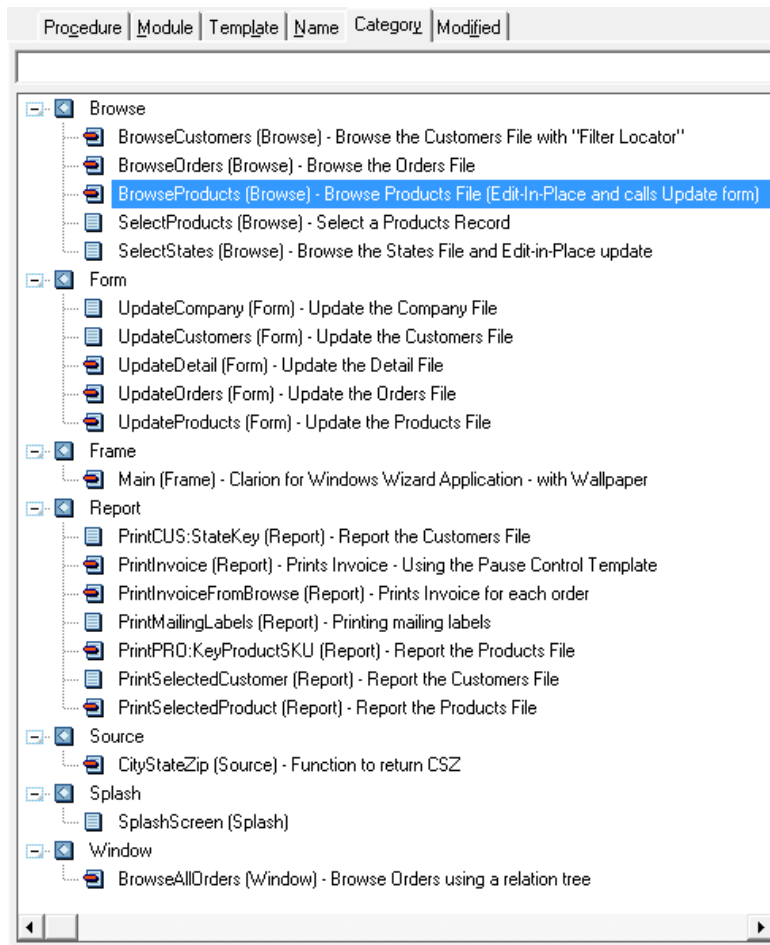 Procedure Module Template Name Category Modified
Browse
BrowseCustomers (Browse) - Browse the Customers File with "Filter Locator"
BrowseOrders (Browse) - Browse the Orders File
BrowseProducts (Browse) - Browse Products File (Edit-In-Place and calls Update form)
SelectProducts (Browse) - Select a Products Record
SelectStates (Browse) - Browse the States File and Edit-in-Place update
Form
UpdateCompany (Form) - Update the Company File
UpdateCustomers (Form) - Update the Customers File
UpdateDetail (Form) - Update the Detail File
UpdateOrders (Form) - Update the Orders File
UpdateProducts (Form) - Update the Products File
Frame
Main (Frame) - Clarion for Windows Wizard Application - with Wallpaper
Report
PrintCUS:StateKey (Report) - Report the Customers File
PrintInvoice (Report) - Prints Invoice - Using the Pause Control Template
PrintInvoiceFromBrowse (Report) - Prints Invoice for each order
PrintMailingLabels (Report) - Printing mailing labels
PrintPRO:KeyProductSKU (Report) - Report the Products File
PrintSelectedCustomer (Report) - Report the Customers File
PrintSelectedProduct (Report) - Report the Products File
Source
CityStateZip (Source) - Function to return CSZ
Splash
SplashScreen (Splash)
Window
BrowseAllOrders (Window) - Browse Orders using a relation tree